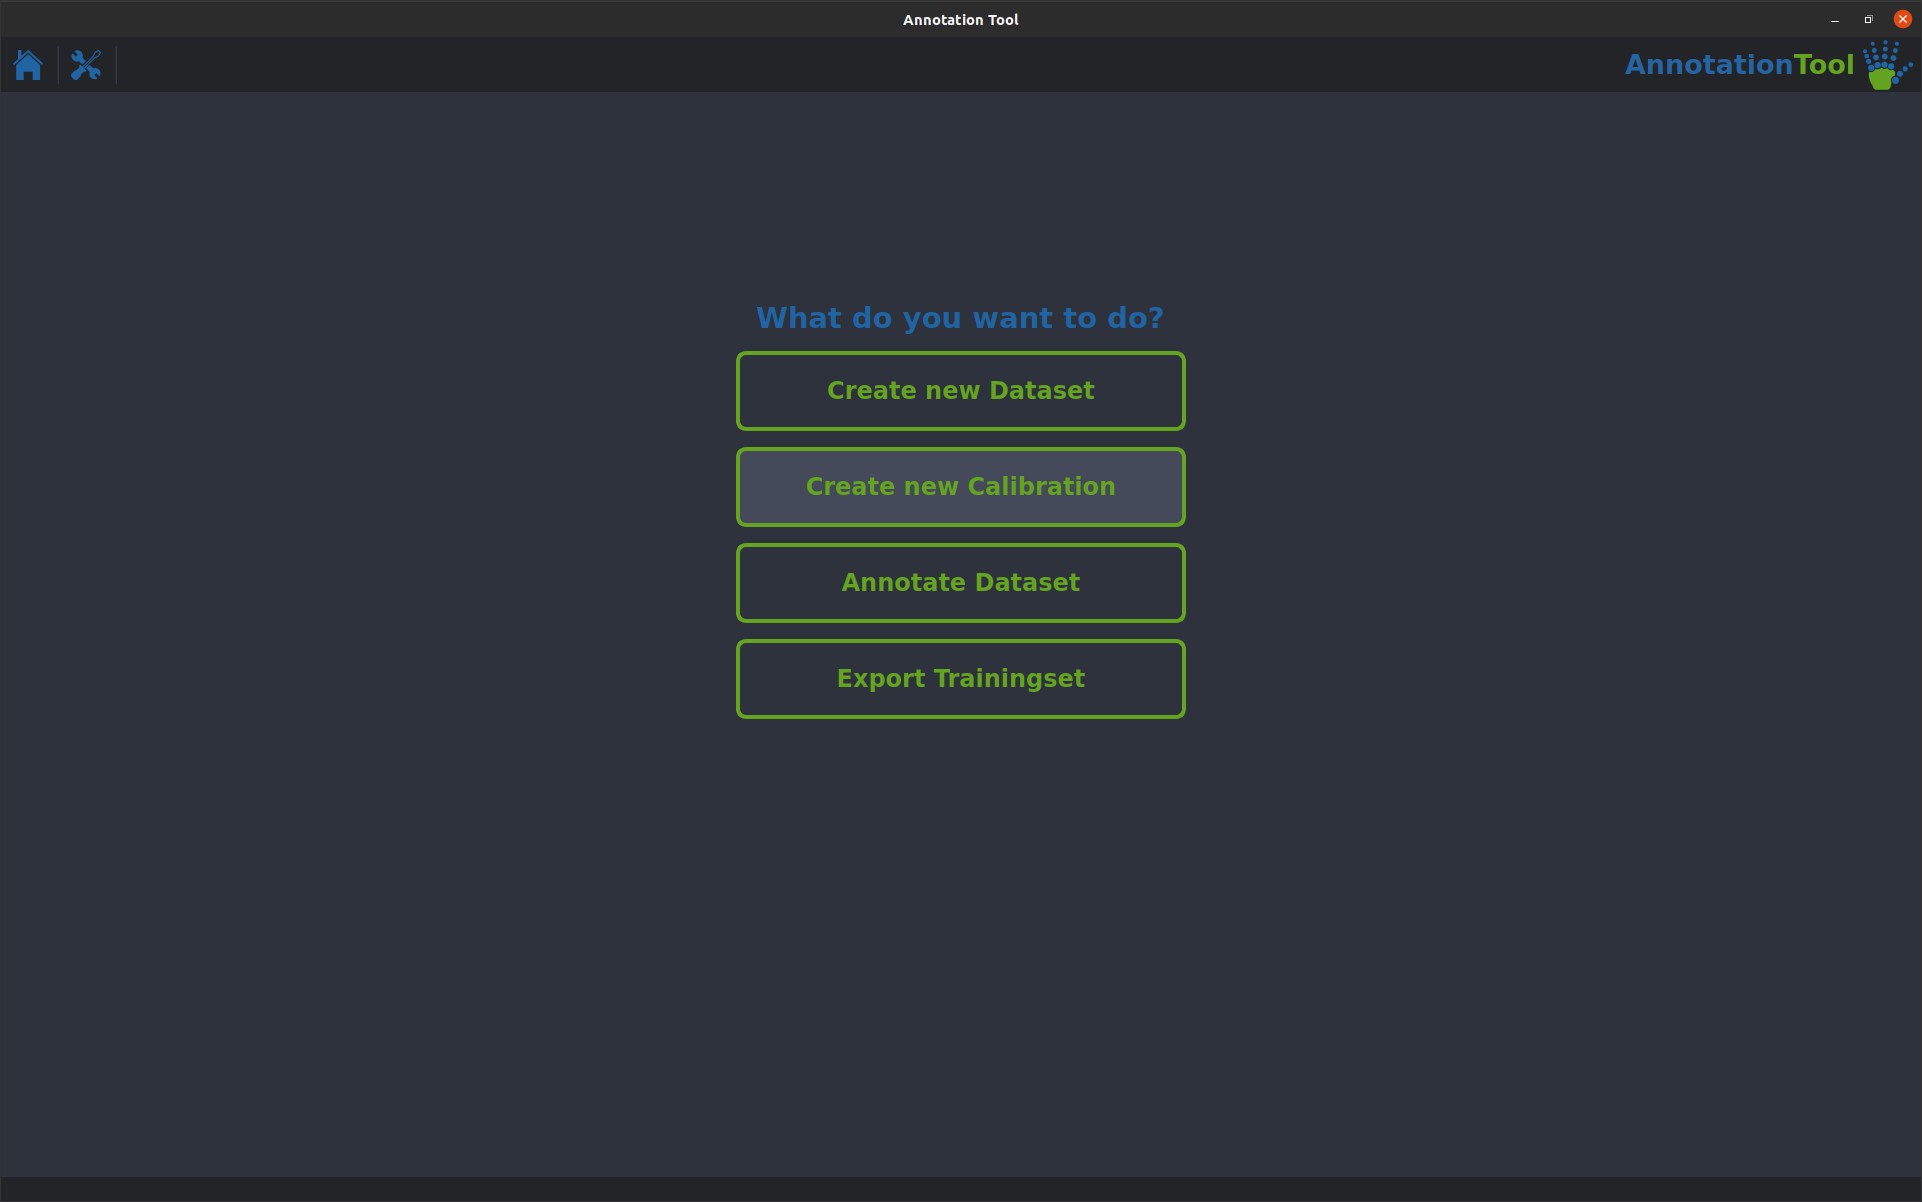 Annotation Tool
AnnotationTool
What do you want to do?
Create new Dataset
Create new Calibration
Annotate Dataset
Export Trainingset